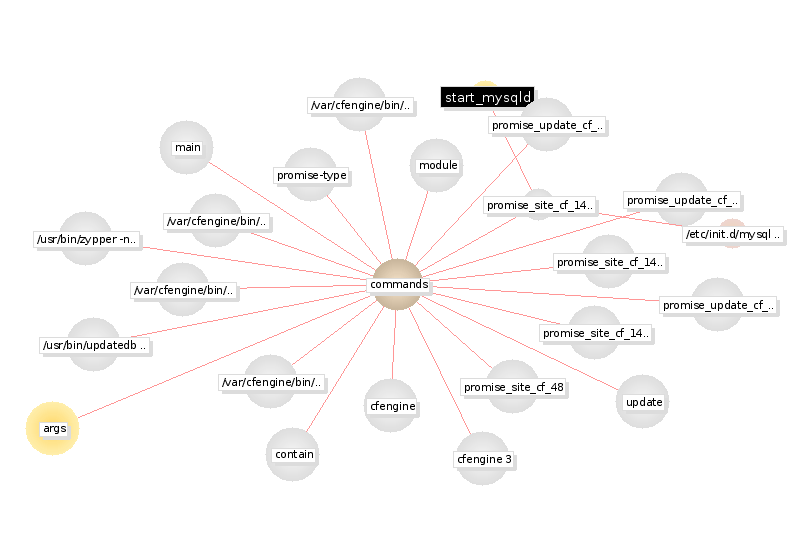 start_mysqld
/var/cfengine/bin/..
promise_update_cf_..
main
module
promise-type
promise_update_cf_..
promise_site_cf_14..
/var/cfengine/bin/..
/etc/init.d/mysql ..
/usr/bin/zypper -n..
promise_site_cf_14..
commands
/var/cfengine/bin/..
promise_update_cf_..
promise_site_cf_14..
/usr/bin/updatedb ..
/var/cfengine/bin/..
promise_site_cf_48
update
cfengine
args
contain
cfengine 3